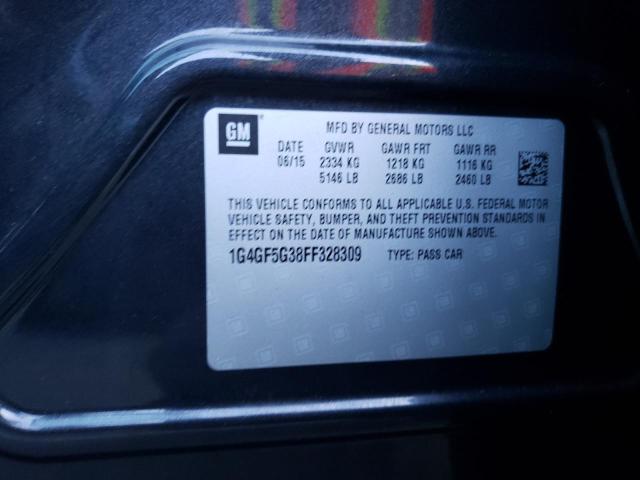 GM
MFD BY GENERAL MOTORS LLC
DATE GVWR GAWR FRT GAWR RR
06/15 2334 KG 1218 KG 1116 KG
5146 LB 2686 LB 2460 LB
THIS VEHICLE CONFORMS TO ALL APPLICABLE U.S. FEDERAL MOTOR
VEHICLE SAFETY, BUMPER, AND THEFT PREVENTION STANDARDS IN
EFFECT ON THE DATE OF MANUFACTURE SHOWN ABOVE.
1G4GF5G38FF328309 TYPE: PASS CAR